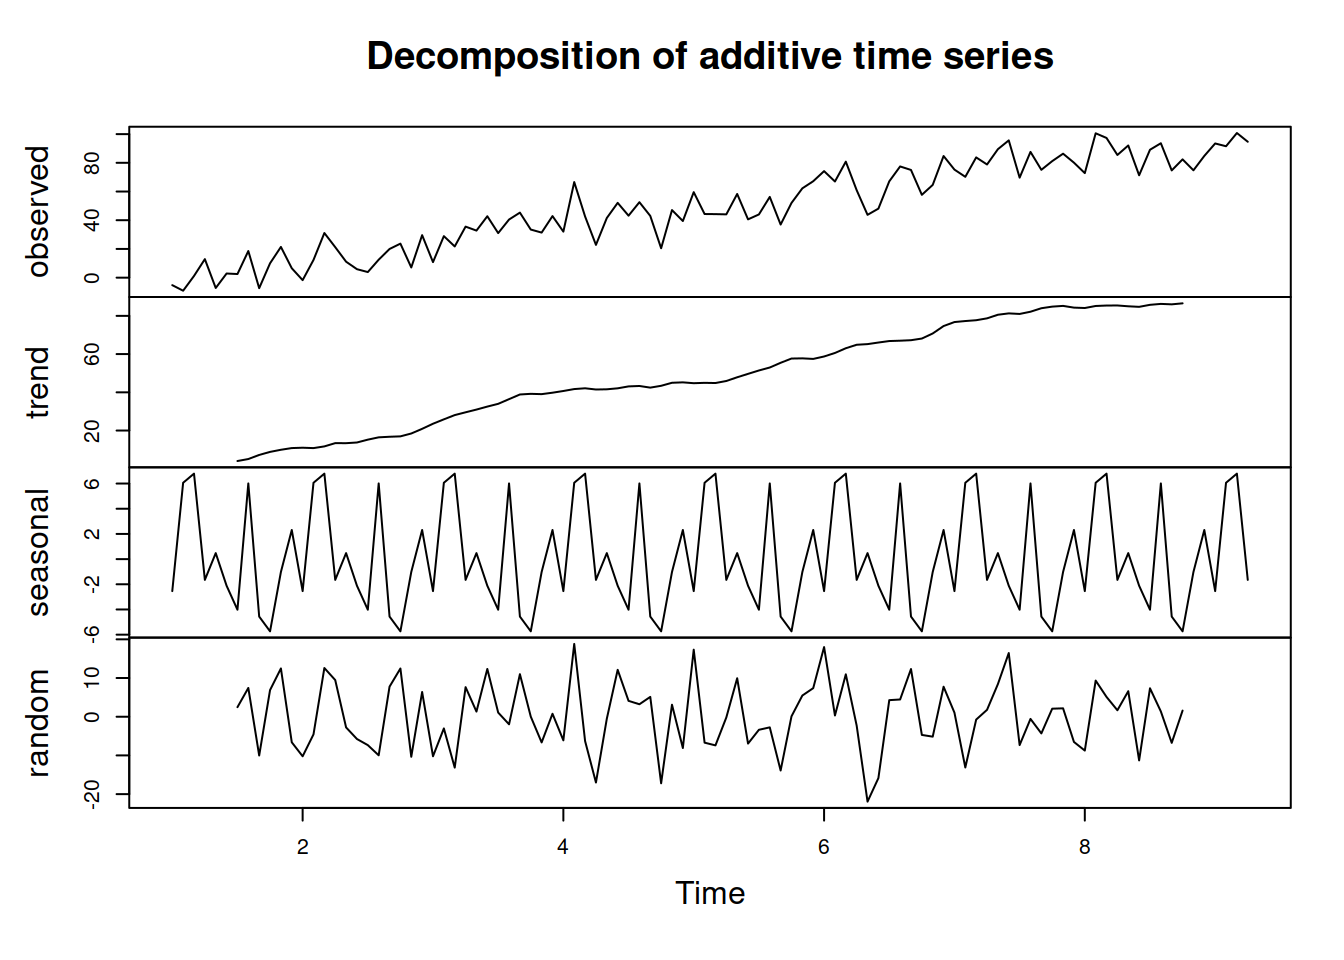 Decomposition of additive time series
observed
0 40 80
trend
20 60
seasonal
-6 -2 2 6
random
-20 0 10
2 4 6 8
Time